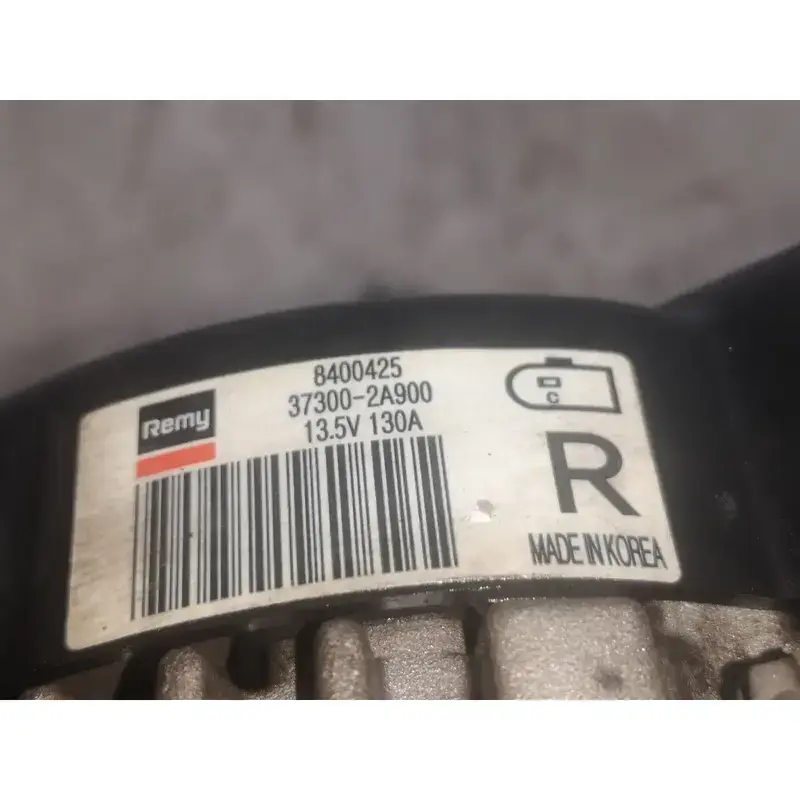 Remy
8400425
37300-2A900
13.5V 130A
C
R
MADE IN KOREA